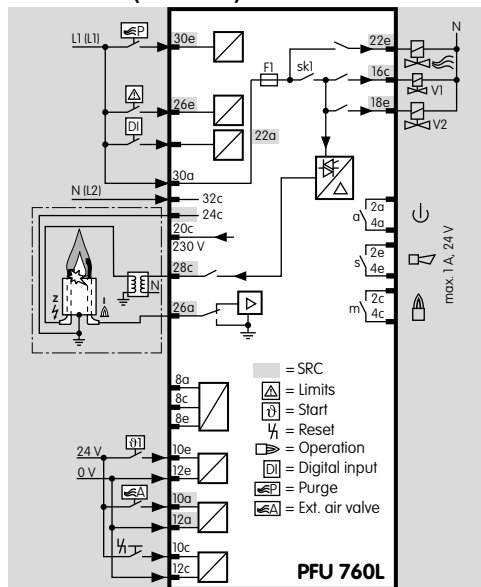 L1 (L1)
P
30e
22e
N
F1
sk1
16c
V1
26e
18e
V2
DI
22a
30a
N (L2)
32c
24c
20c
230 V
2a
a
4a
28c
N
2e
s
4e
max. 1 A, 24 V
Z
I
26a
2c
m
4c
8a
8c
8e
= SRC
= Limits
ϑ = Start
= Reset
= Operation
DI = Digital input
P = Purge
A = Ext. air valve
ϑ1
24 V
10e
0 V
12e
A
10a
12a
10c
12c
PFU 760L